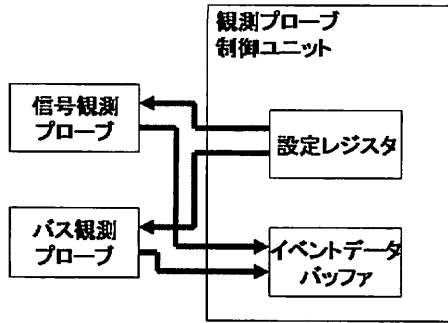 観測プローブ
制御ユニット
信号観測
プローブ
設定レジスタ
バス観測
プローブ
イベントデータ
バッファ